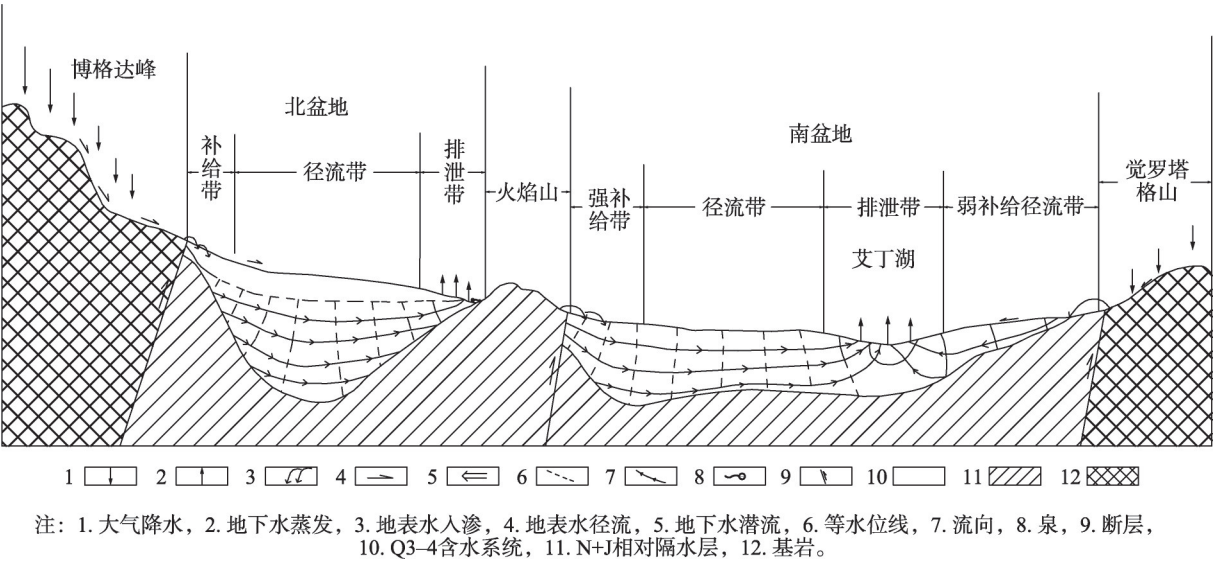 博格达峰
北盆地
南盆地
补给带
径流带
排泄带
火焰山
强补
给带
径流带
排泄带
弱补给径流带
觉罗塔
格山
艾丁湖
1 2 3 4 5 6 7 8 9 10 11 12
注：1. 大气降水，2. 地下水蒸发，3. 地表水入渗，4. 地表水径流，5. 地下水潜流，6. 等水位线，7. 流向，8. 泉，9. 断层，
10. Q3–4含水系统，11. N+J相对隔水层，12. 基岩。